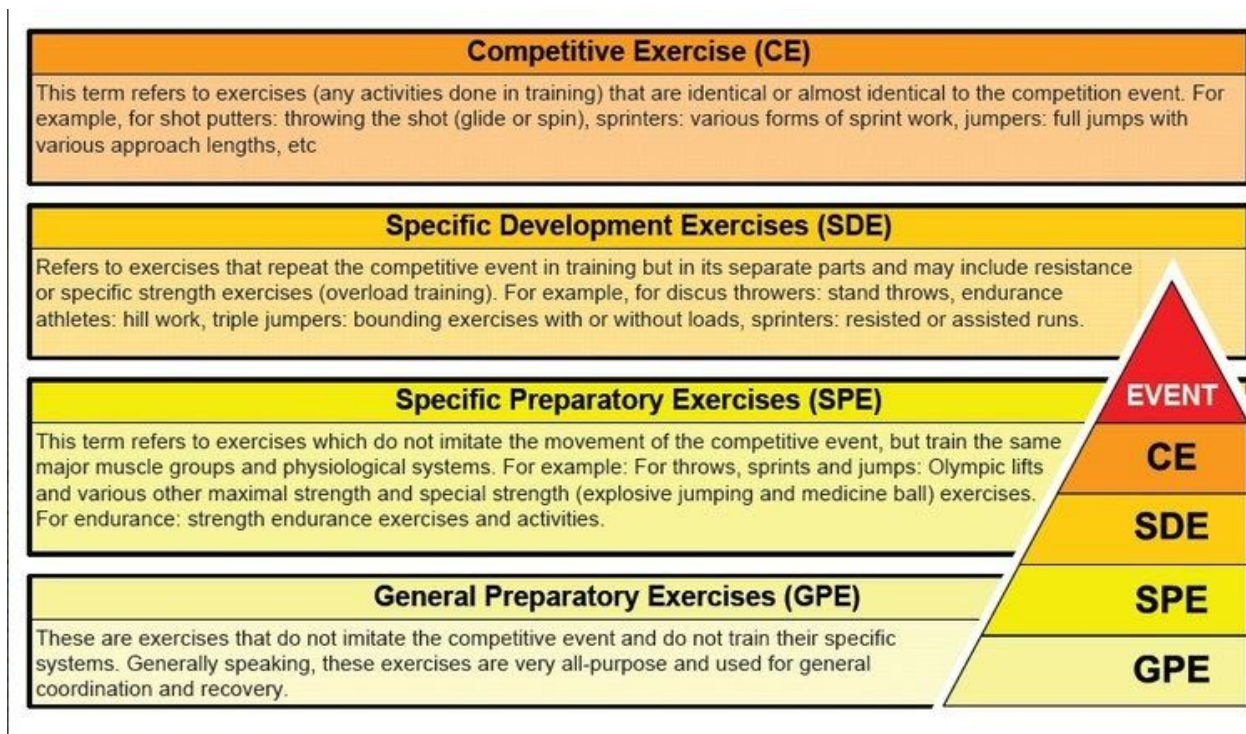 Competitive Exercise (CE)
This term refers to exercises (any activities done in training) that are identical or almost identical to the competition event. For
example, for shot putters: throwing the shot (glide or spin), sprinters: various forms of sprint work, jumpers: full jumps with
various approach lengths, etc
Specific Development Exercises (SDE)
Refers to exercises that repeat the competitive event in training but in its separate parts and may include resistance
or specific strength exercises (overload training). For example, for discus throwers: stand throws, endurance
athletes: hill work, triple jumpers: bounding exercises with or without loads, sprinters: resisted or assisted runs.
Specific Preparatory Exercises (SPE)
This term refers to exercises which do not imitate the movement of the competitive event, but train the same
major muscle groups and physiological systems. For example: For throws, sprints and jumps: Olympic lifts
and various other maximal strength and special strength (explosive jumping and medicine ball) exercises.
For endurance: strength endurance exercises and activities.
General Preparatory Exercises (GPE)
These are exercises that do not imitate the competitive event and do not train their specific
systems. Generally speaking, these exercises are very all-purpose and used for general
coordination and recovery.
EVENT
CE
SDE
SPE
GPE